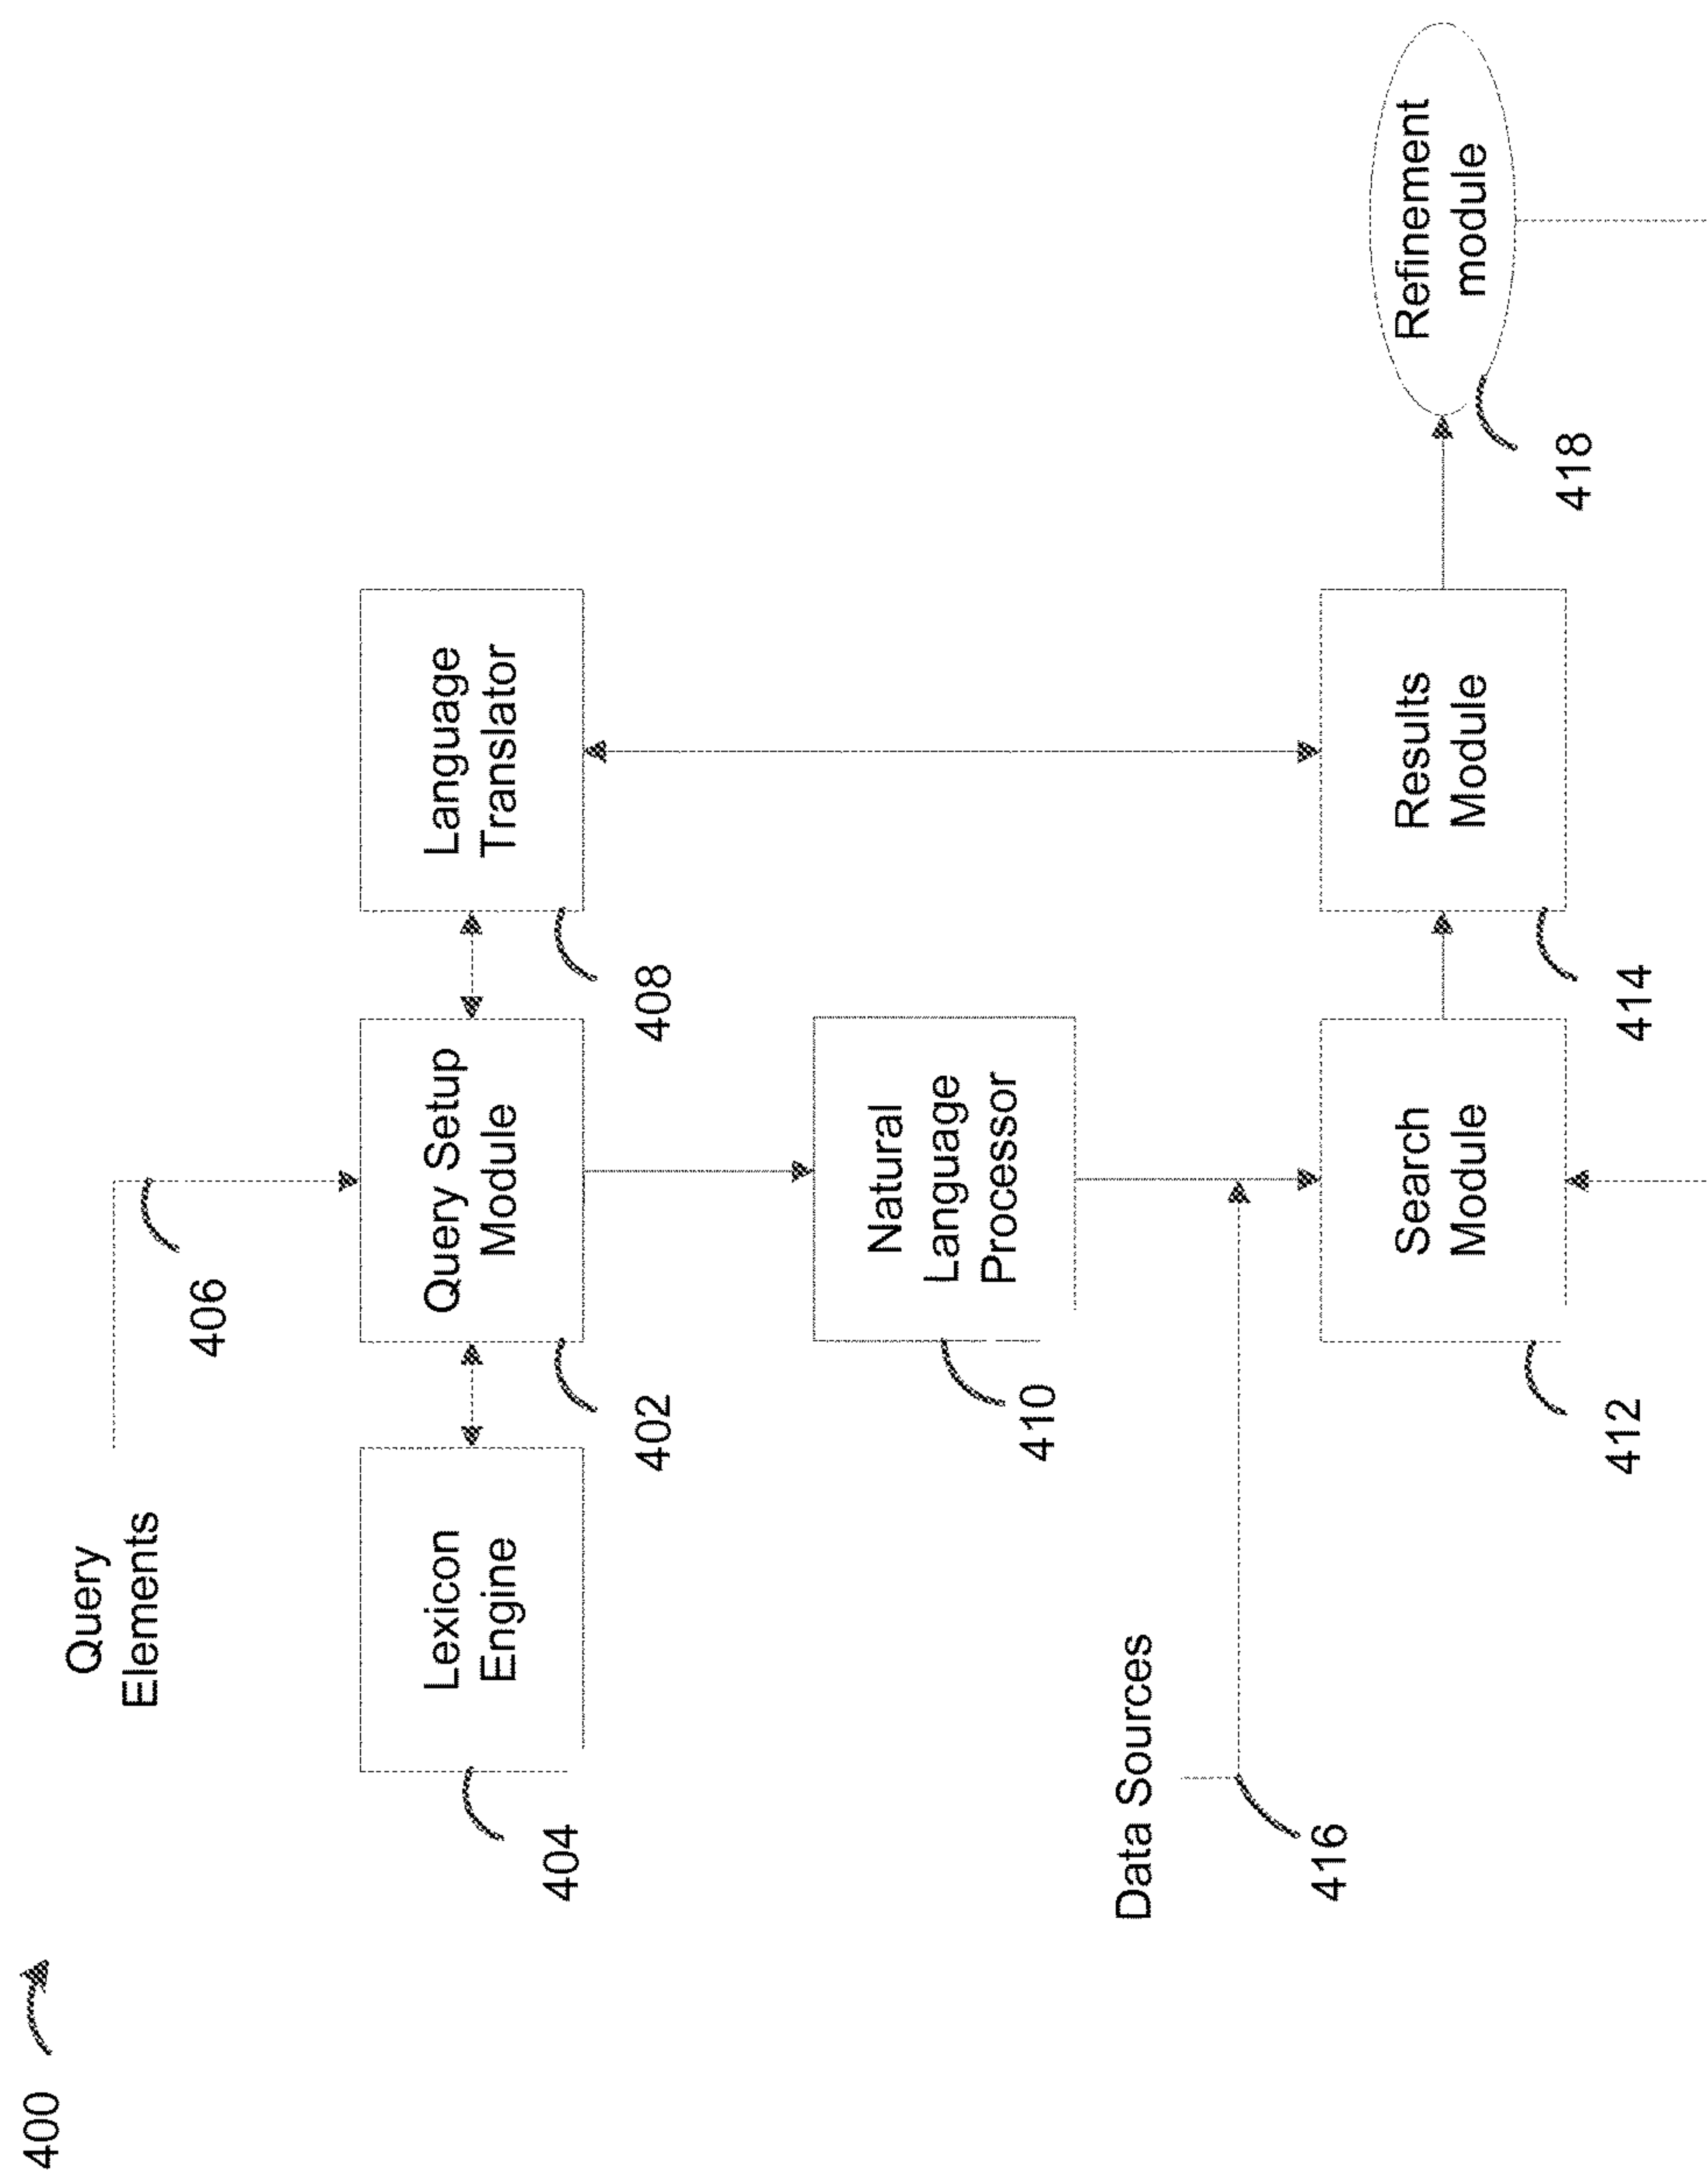 400
Query
Elements
406
Lexicon
Engine
404
Query Setup
Module
402
Language
Translator
408
Natural
Language
Processor
410
Data Sources
416
Search
Module
412
Results
Module
414
Refinement
module
418